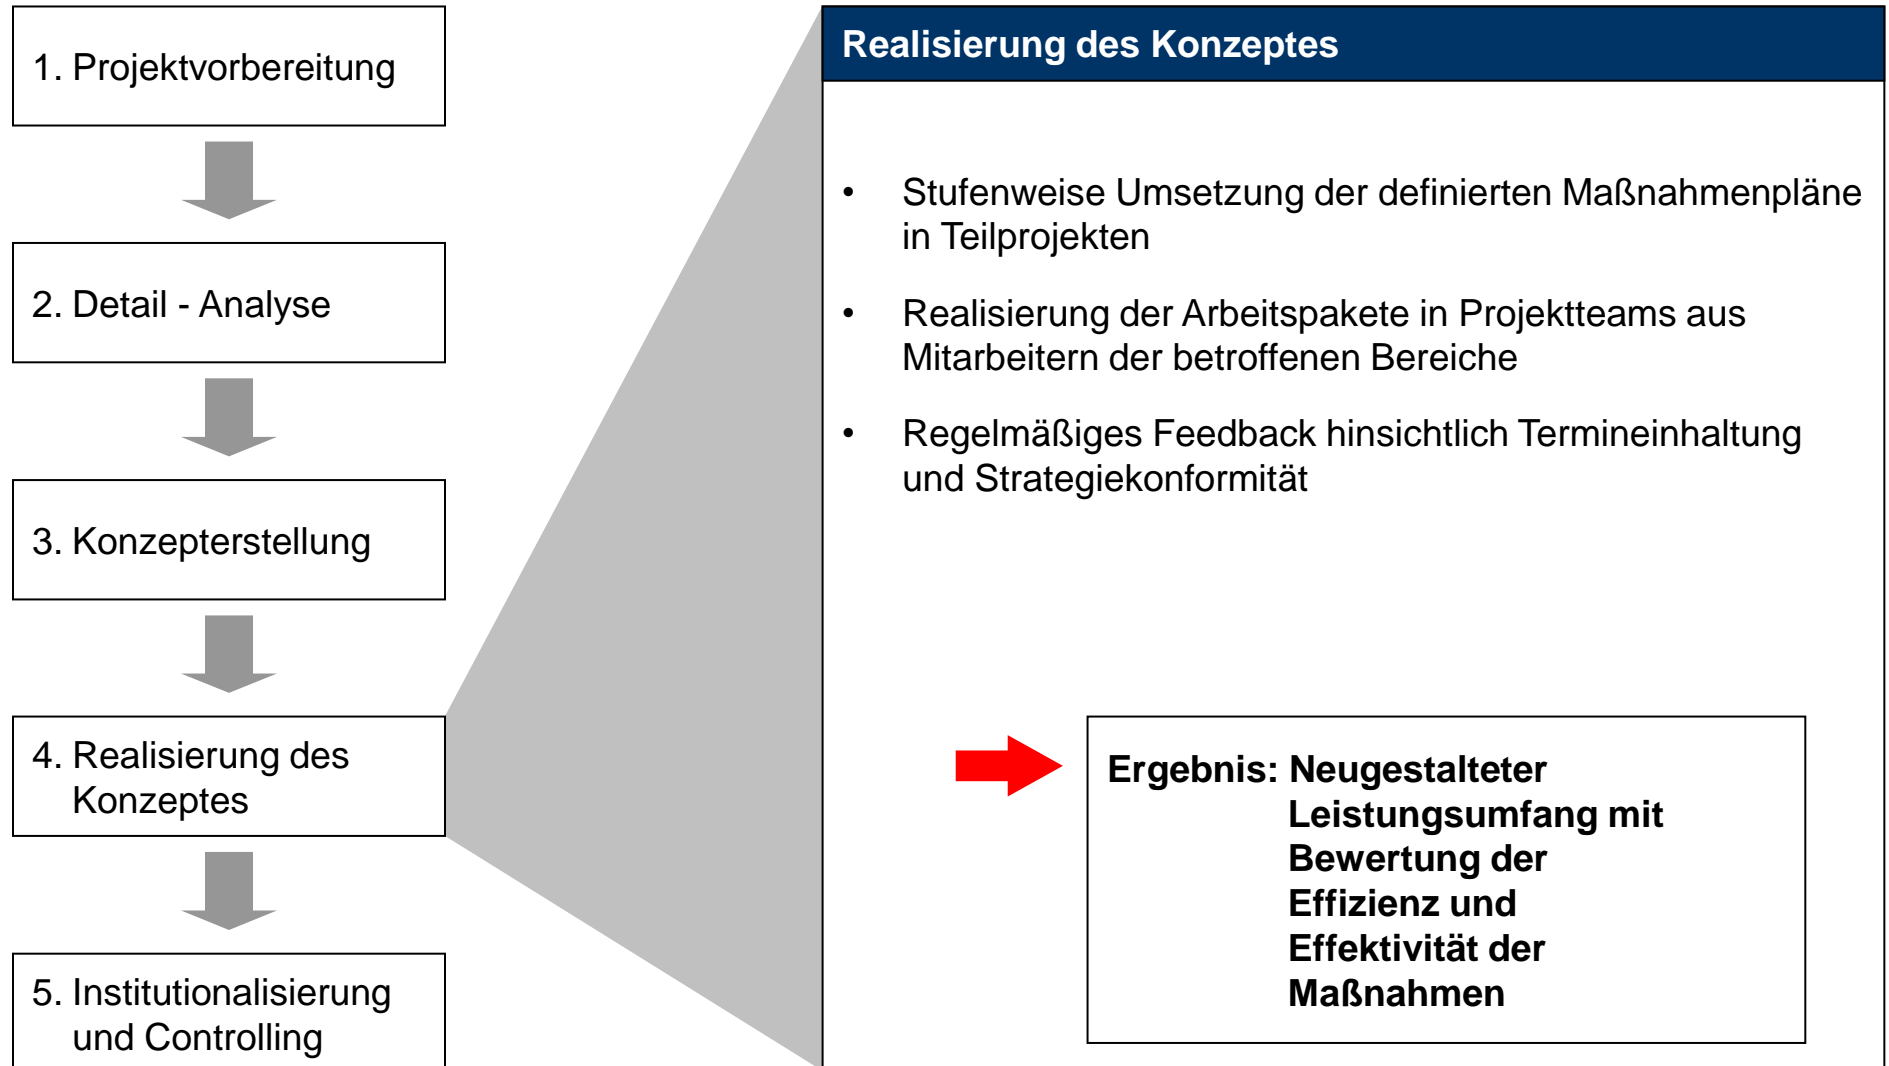 1. Projektvorbereitung
2. Detail - Analyse
3. Konzepterstellung
4. Realisierung des
Konzeptes
5. Institutionalisierung
und Controlling
Realisierung des Konzeptes
• Stufenweise Umsetzung der definierten Maßnahmenpläne
in Teilprojekten
• Realisierung der Arbeitspakete in Projektteams aus
Mitarbeitern der betroffenen Bereiche
• Regelmäßiges Feedback hinsichtlich Termineinhaltung
und Strategiekonformität
Ergebnis: Neugestalteter
Leistungsumfang mit
Bewertung der
Effizienz und
Effektivität der
Maßnahmen